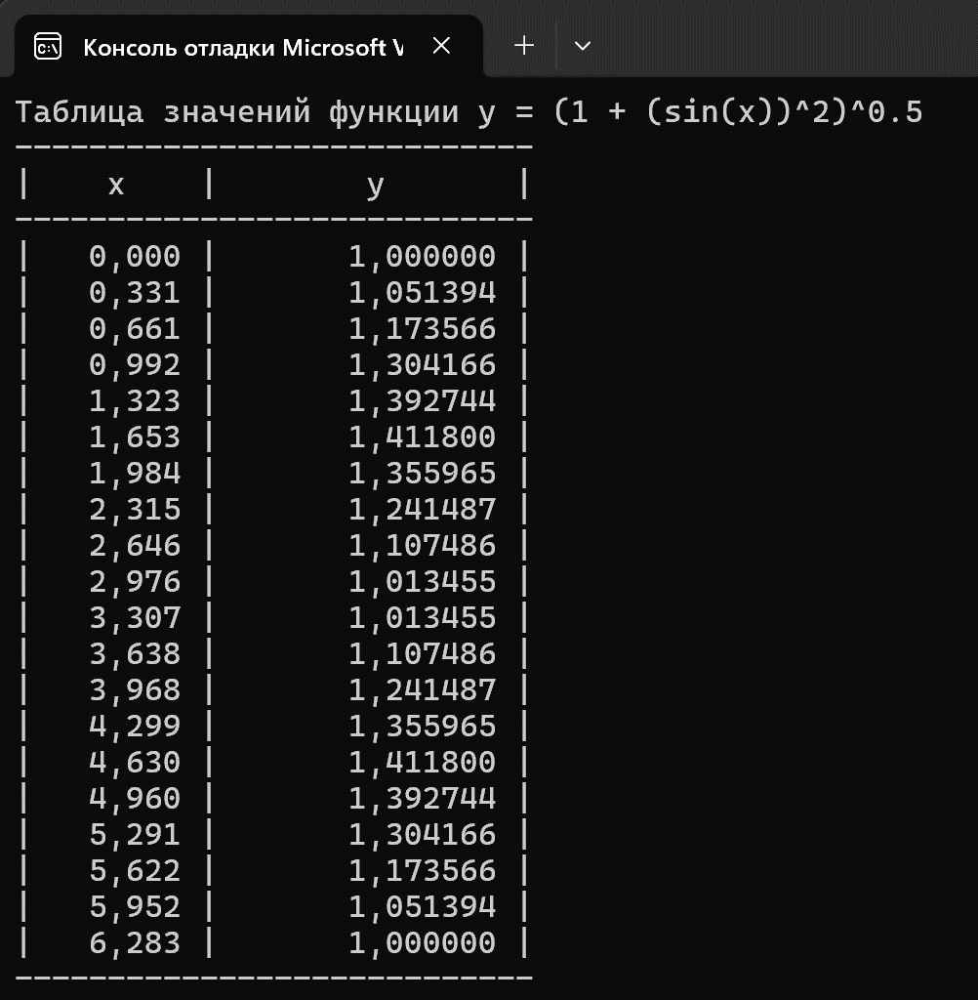 Консоль отладки Microsoft V
Таблица значений функции y = (1 + (sin(x))^2)^0.5
----------------------------
|    x    |        y       |
----------------------------
|   0,000 |       1,000000 |
|   0,331 |       1,051394 |
|   0,661 |       1,173566 |
|   0,992 |       1,304166 |
|   1,323 |       1,392744 |
|   1,653 |       1,411800 |
|   1,984 |       1,355965 |
|   2,315 |       1,241487 |
|   2,646 |       1,107486 |
|   2,976 |       1,013455 |
|   3,307 |       1,013455 |
|   3,638 |       1,107486 |
|   3,968 |       1,241487 |
|   4,299 |       1,355965 |
|   4,630 |       1,411800 |
|   4,960 |       1,392744 |
|   5,291 |       1,304166 |
|   5,622 |       1,173566 |
|   5,952 |       1,051394 |
|   6,283 |       1,000000 |
----------------------------